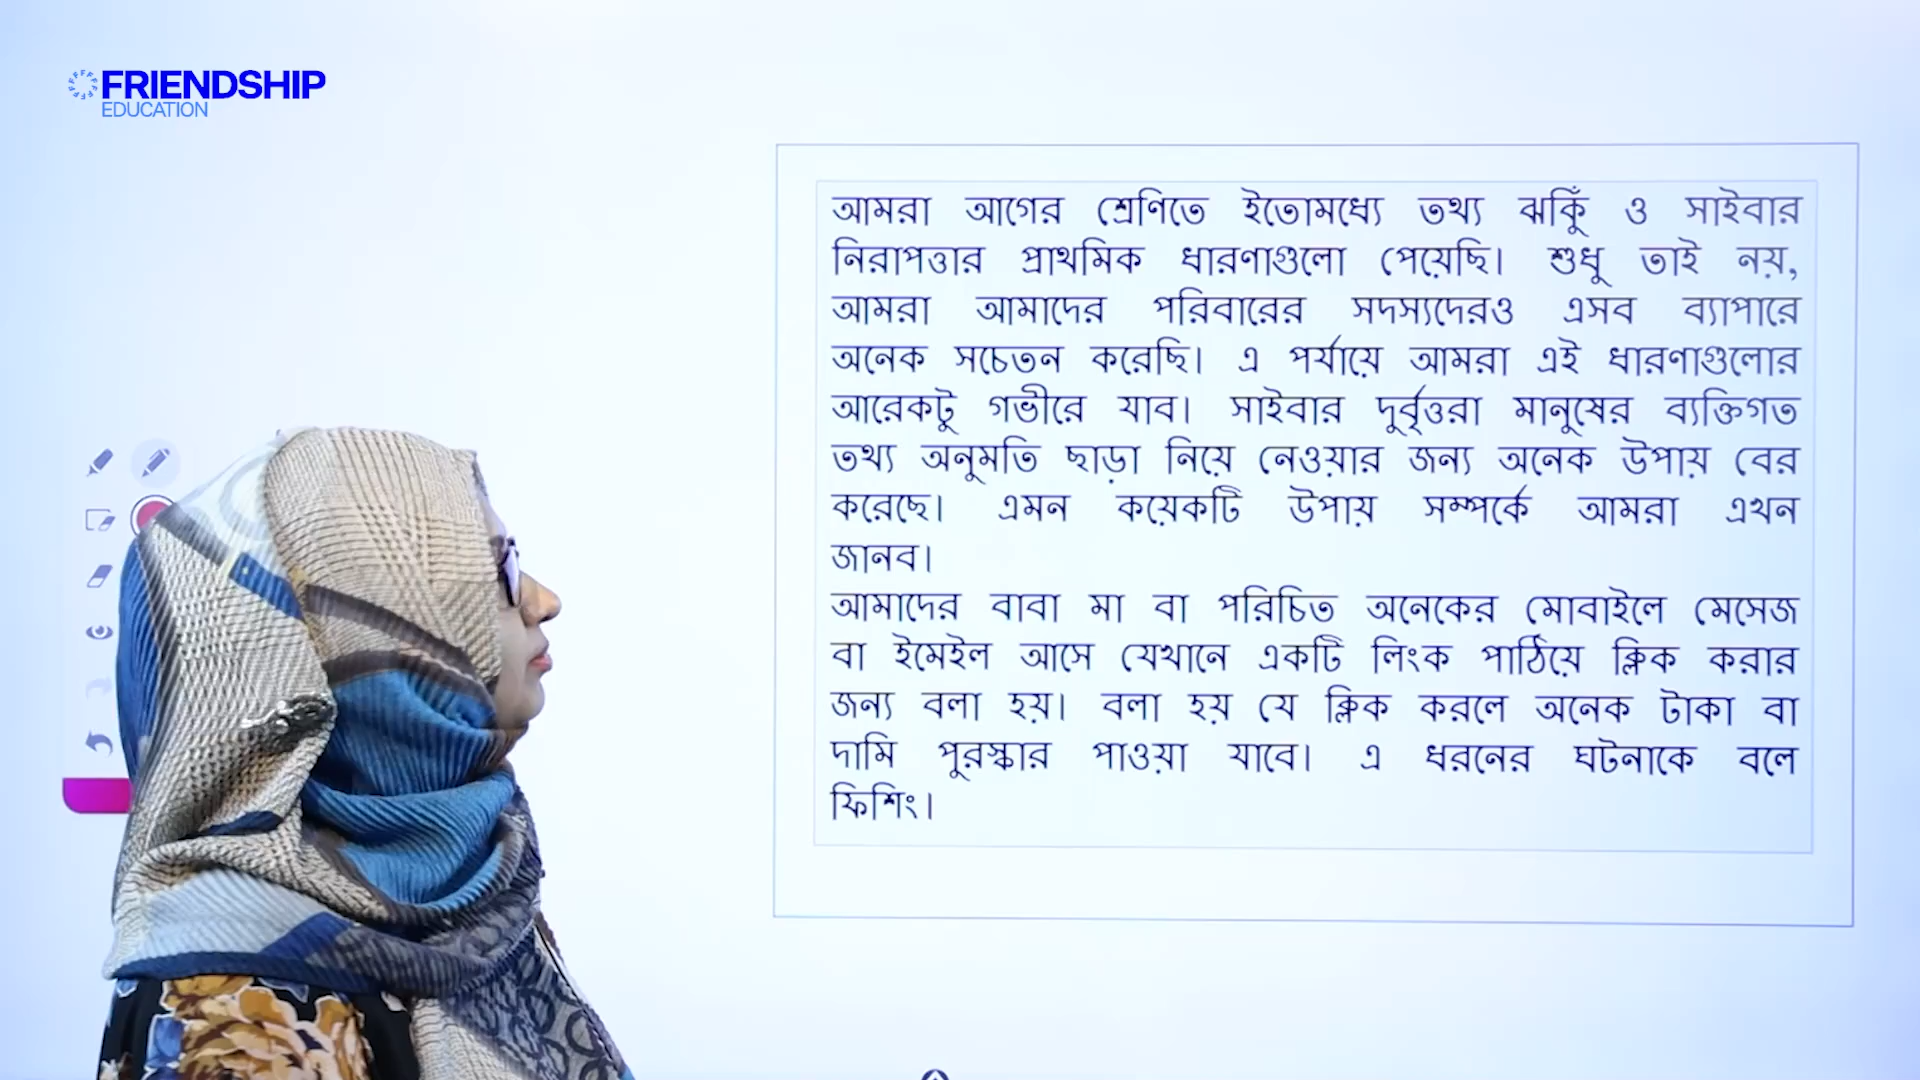 FRIENDSHIP
EDUCATION
আমরা আগের শ্রেণিতে ইতোমধ্যে তথ্য ঝকিুঁ ও সাইবার
নিরাপত্তার প্রাথমিক ধারণাগুলো পেয়েছি। শুধু তাই নয়,
আমরা আমাদের পরিবারের সদস্যদেরও এসব ব্যাপারে
অনেক সচেতন করেছি। এ পর্যায়ে আমরা এই ধারণাগুলোর
আরেকটু গভীরে যাব। সাইবার দুর্বৃত্তরা মানুষের ব্যক্তিগত
তথ্য অনুমতি ছাড়া নিয়ে নেওয়ার জন্য অনেক উপায় বের
করেছে। এমন কয়েকটি উপায় সম্পর্কে আমরা এখন
জানব।
আমাদের বাবা মা বা পরিচিত অনেকের মোবাইলে মেসেজ
বা ইমেইল আসে যেখানে একটি লিংক পাঠিয়ে ক্লিক করার
জন্য বলা হয়। বলা হয় যে ক্লিক করলে অনেক টাকা বা
দামি পুরস্কার পাওয়া যাবে। এ ধরনের ঘটনাকে বলে
ফিশিং।